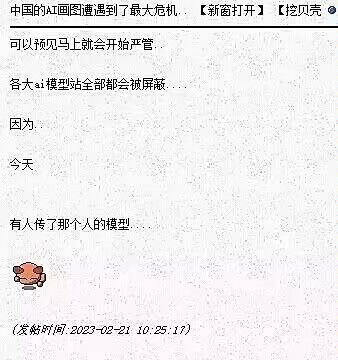 中国的AI画图遭遇到了最大危机.. 【新窗打开】 【挖贝壳
可以预见马上就会开始严管..
各大ai模型站全部都会被屏蔽....
因为..
今天
有人传了那个人的模型....
(发帖时间:2023-02-21 10:25:17)